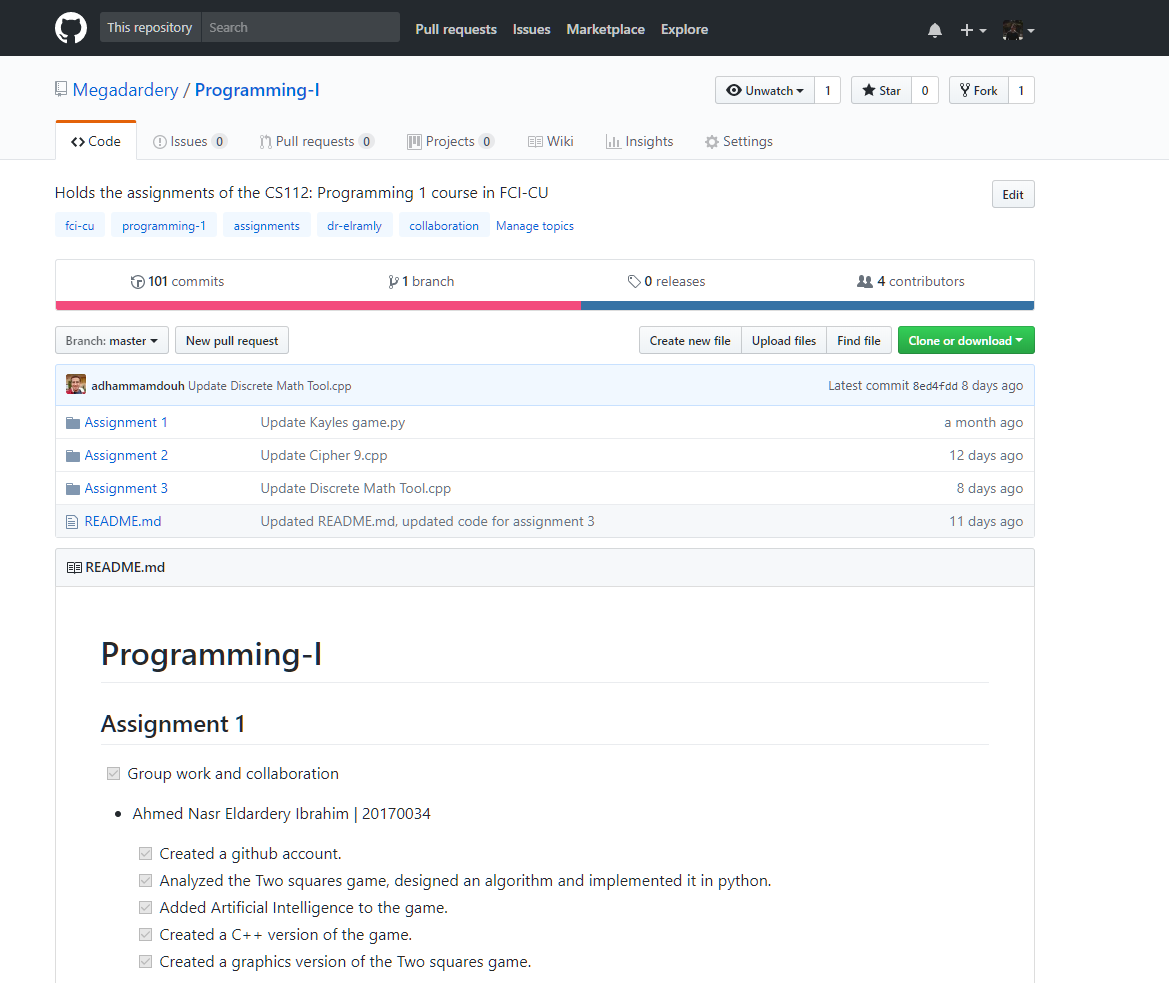 This repository Search Pull requests Issues Marketplace Explore
Megadardery / Programming-I Unwatch 1 Star 0 Fork 1
Code Issues 0 Pull requests 0 Projects 0 Wiki Insights Settings
Holds the assignments of the CS112: Programming 1 course in FCI-CU Edit
fci-cu programming-1 assignments dr-elramly collaboration Manage topics
101 commits 1 branch 0 releases 4 contributors
Branch: master New pull request Create new file Upload files Find file Clone or download
adhammamdouh Update Discrete Math Tool.cpp Latest commit 8ed4fdd 8 days ago
Assignment 1 Update Kayles game.py a month ago
Assignment 2 Update Cipher 9.cpp 12 days ago
Assignment 3 Update Discrete Math Tool.cpp 8 days ago
README.md Updated README.md, updated code for assignment 3 11 days ago
README.md
Programming-I
Assignment 1
Group work and collaboration
Ahmed Nasr Eldardery Ibrahim | 20170034
Created a github account.
Analyzed the Two squares game, designed an algorithm and implemented it in python.
Added Artificial Intelligence to the game.
Created a C++ version of the game.
Created a graphics version of the Two squares game.